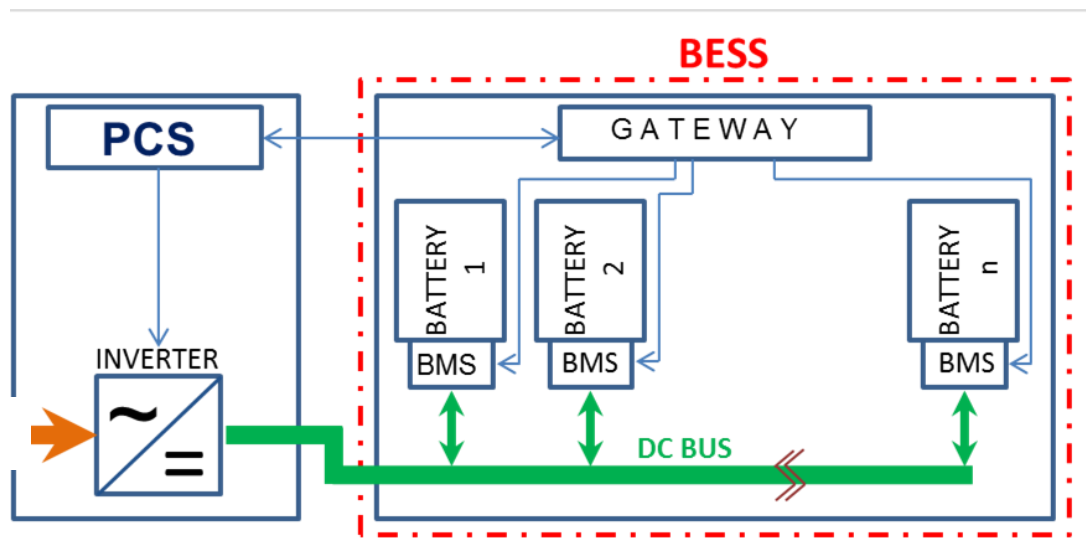 BESS
PCS
GATEWAY
BATTERY
1
BATTERY
2
BATTERY
n
INVERTER
BMS
BMS
BMS
~
=
DC BUS